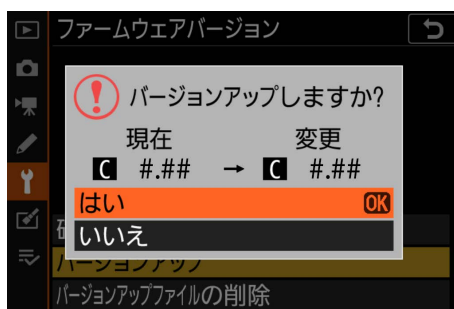 ファームウェアバージョン
バージョンアップしますか?
現在 変更
C #.## → C #.##
はい OK
いいえ
バージョンアップ
バージョンアップファイルの削除